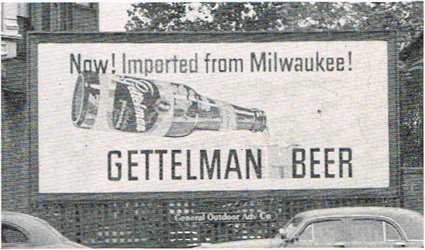 Now! Imported from Milwaukee!
GETTELMAN BEER
General Outdoor Adv Co